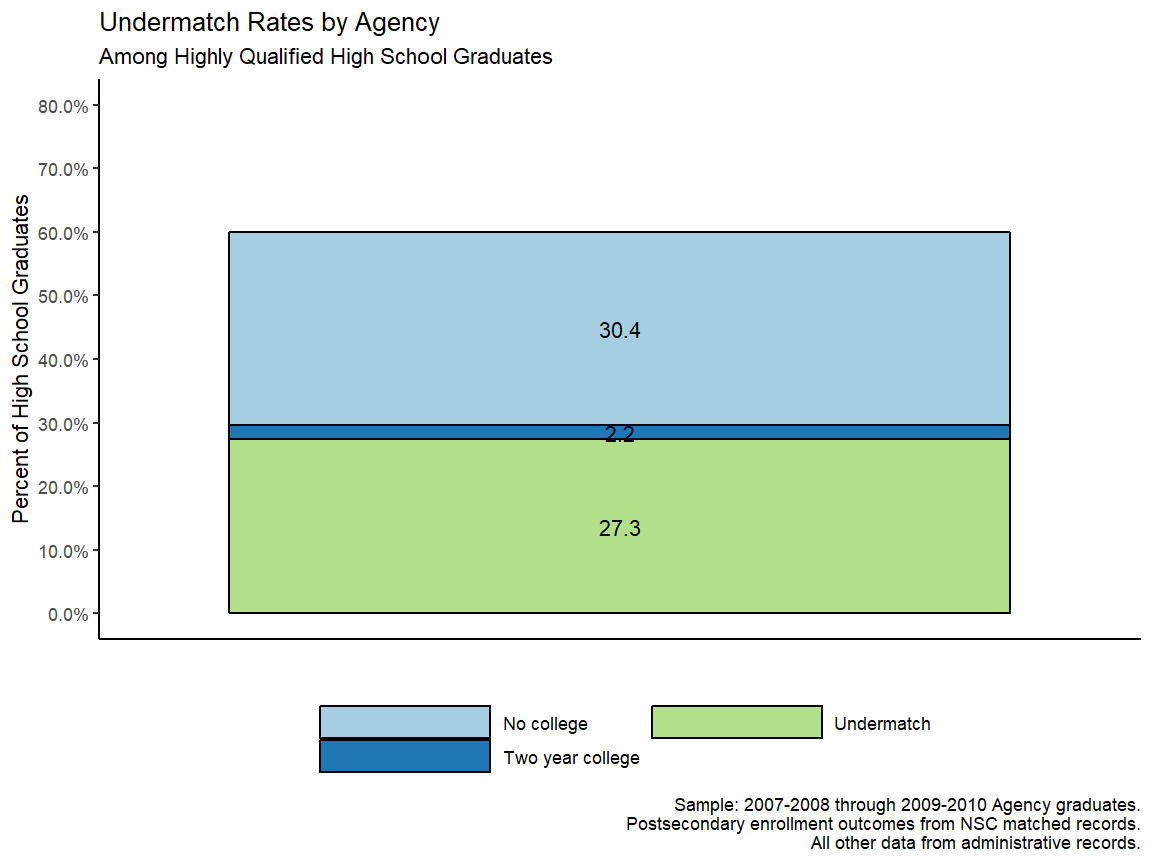 Undermatch Rates by Agency
Among Highly Qualified High School Graduates
Percent of High School Graduates
80.0%
70.0%
60.0%
50.0%
40.0%
30.0%
20.0%
10.0%
0.0%
30.4
2.2
27.3
No college
Undermatch
Two year college
Sample: 2007-2008 through 2009-2010 Agency graduates.
Postsecondary enrollment outcomes from NSC matched records.
All other data from administrative records.